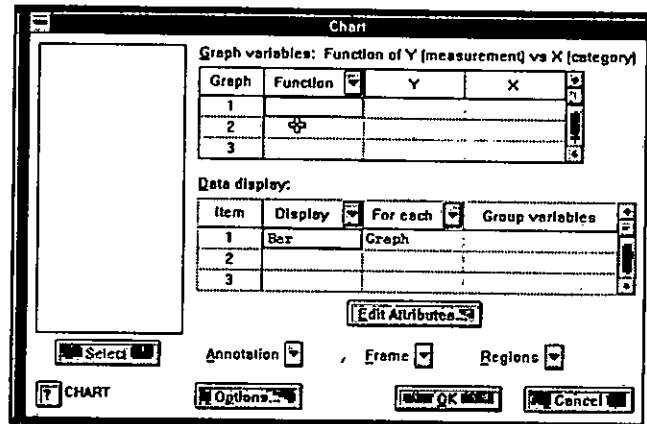 Chart
Graph variables: Function of Y (measurement) vs X (category)
Graph Function Y X
1
2
3
Data display:
Item Display For each Group variables
1 Bar Graph
2
3
Edit Attributes...
Select Annotation Frame Regions
? CHART Options... OK Cancel